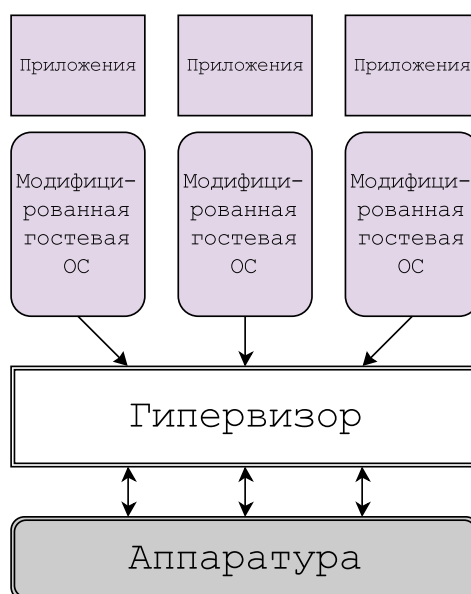 Приложения Приложения Приложения
Модифици- Модифици- Модифици-
рованная рованная рованная
гостевая гостевая гостевая
ОС ОС ОС
Гипервизор
Аппаратура